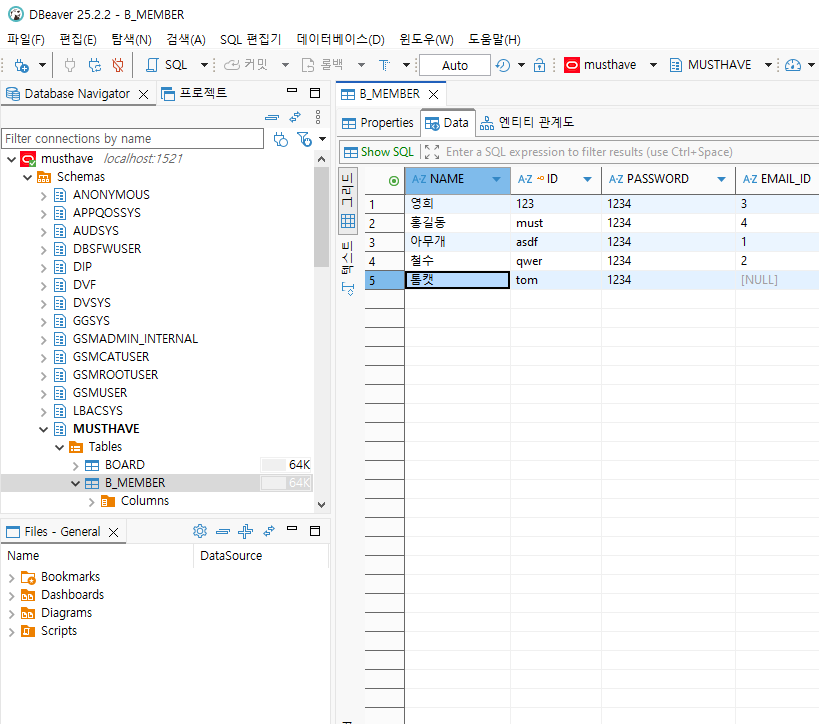 DBeaver 25.2.2 - B_MEMBER
파일(F) 편집(E) 탐색(N) 검색(A) SQL 편집기 데이터베이스(D) 윈도우(W) 도움말(H)
SQL 커밋 롤백 T Auto musthave MUSTHAVE
Database Navigator 프로젝트
Filter connections by name
musthave localhost:1521
Schemas
ANONYMOUS
APPQOSSYS
AUDSYS
DBSFWUSER
DIP
DVF
DVSYS
GGSYS
GSMADMIN_INTERNAL
GSMCATUSER
GSMROOTUSER
GSMUSER
LBACSYS
MUSTHAVE
Tables
BOARD 64K
B_MEMBER 64K
Columns
Files - General
Name DataSource
Bookmarks
Dashboards
Diagrams
Scripts
B_MEMBER
Properties Data 엔티티 관계도
Show SQL Enter a SQL expression to filter results (use Ctrl+Space)
그리드
텍스트
A-Z NAME A-Z ID A-Z PASSWORD A-Z EMAIL_ID
1 영희 123 1234 3
2 홍길동 must 1234 4
3 아무개 asdf 1234 1
4 철수 qwer 1234 2
5 톰캣 tom 1234 [NULL]